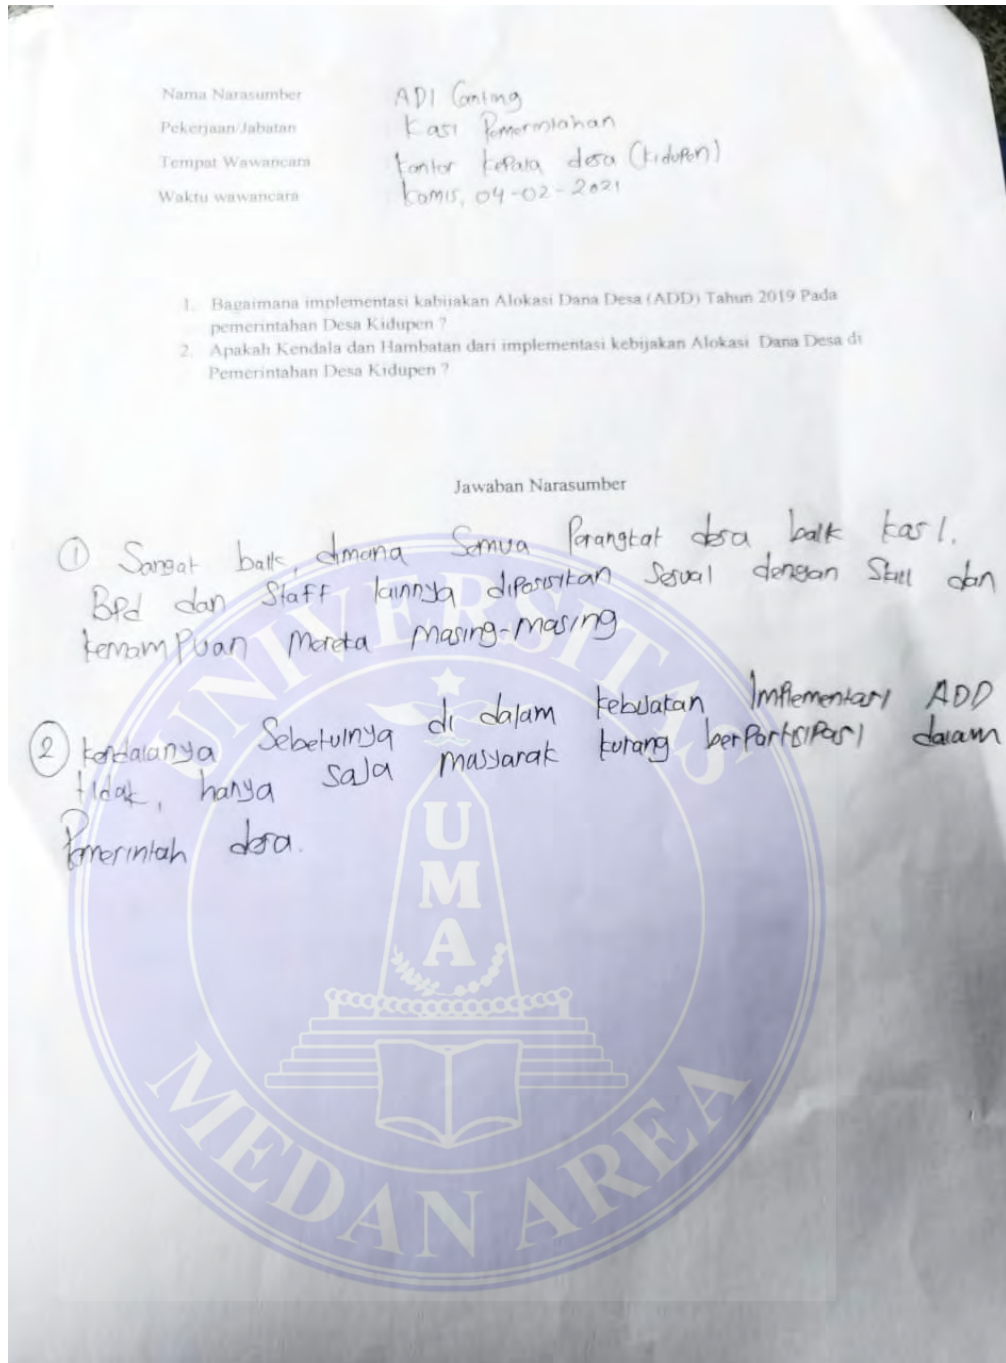 Nama Narasumber ADI Ginting
Pekerjaan/Jabatan Kasi Pemerintahan
Tempat Wawancara kantor kepala desa (kidupen)
Waktu wawancara kamis, 04-02-2021
1. Bagaimana implementasi kabijakan Alokasi Dana Desa (ADD) Tahun 2019 Pada
pemerintahan Desa Kidupen ?
2. Apakah Kendala dan Hambatan dari implementasi kebijakan Alokasi Dana Desa di
Pemerintahan Desa Kidupen ?
Jawaban Narasumber
① Sangat baik, dimana Semua Perangkat desa baik kasi,
BPd dan Staff lainnya diposisikan Sesuai dengan Skill dan
kemamPuan Mereka Masing-Masing
② kendalanya Sebetulnya di dalam kebijakan Implementasi ADD
tidak, hanya saja masyarak kurang berPartisiPasi dalam
Pemerintah desa.
UNIVERSITAS
UMA
MEDAN AREA